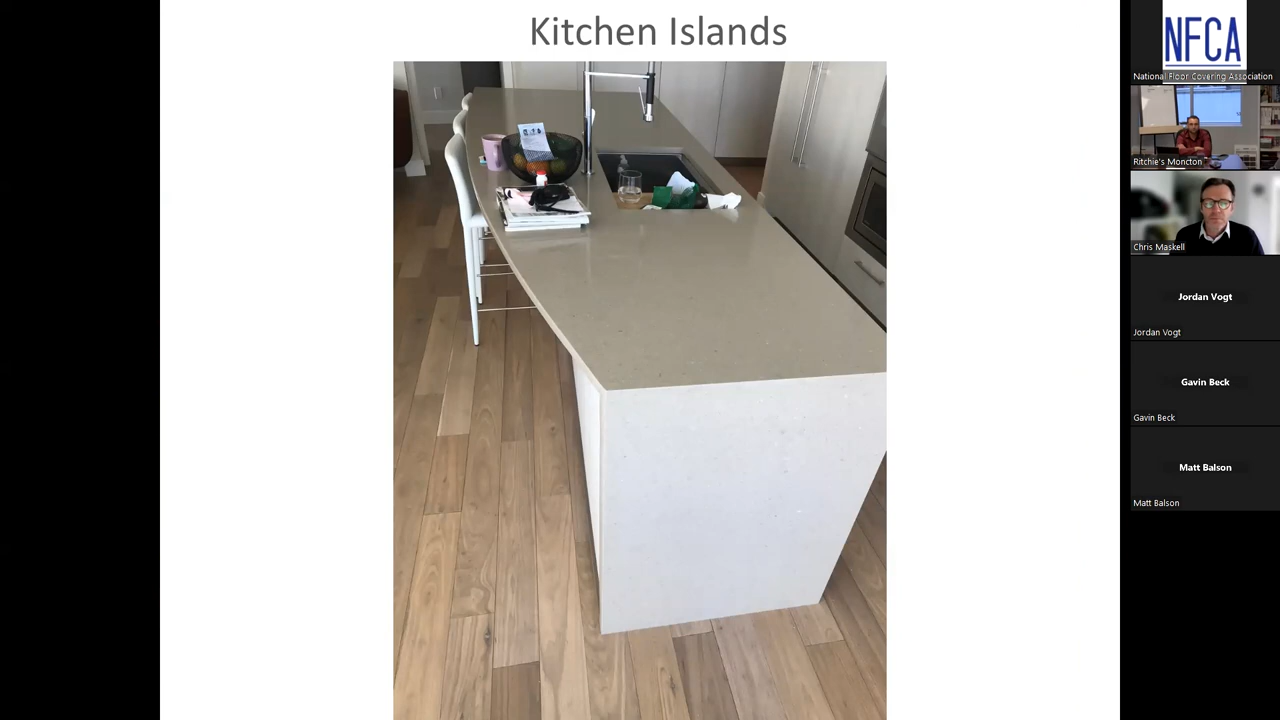 Kitchen Islands
NFCA
National Floor Covering Association
Ritchie's Moncton
Chris Maskell
Jordan Vogt
Jordan Vogt
Gavin Beck
Gavin Beck
Matt Balson
Matt Balson